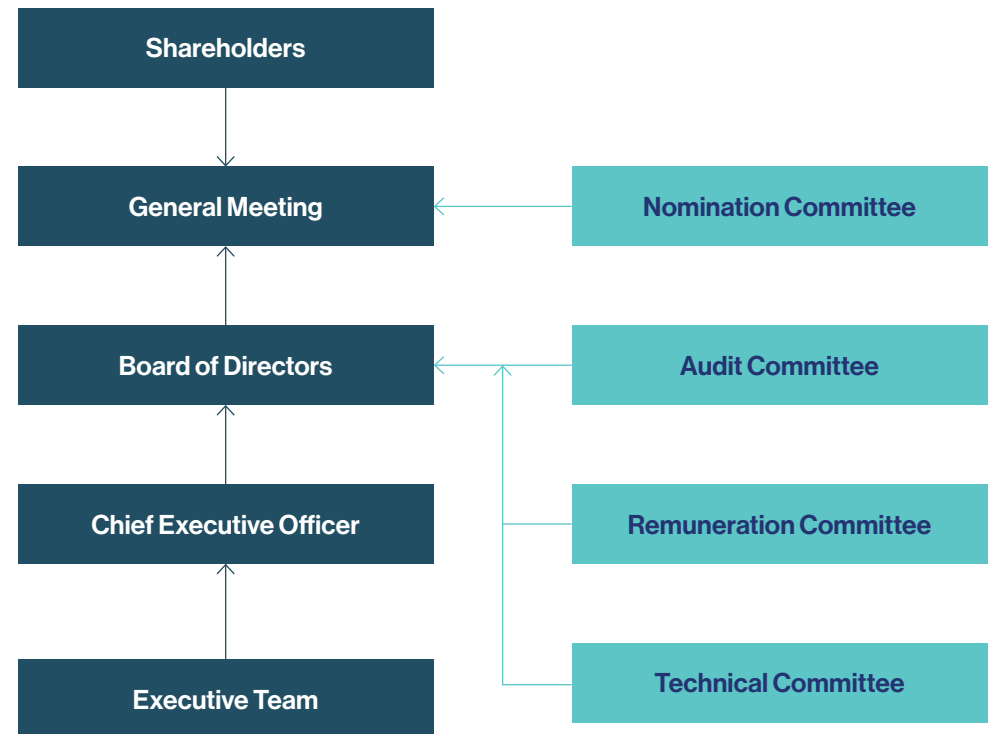 Shareholders
General Meeting
Nomination Committee
Board of Directors
Audit Committee
Chief Executive Officer
Remuneration Committee
Executive Team
Technical Committee